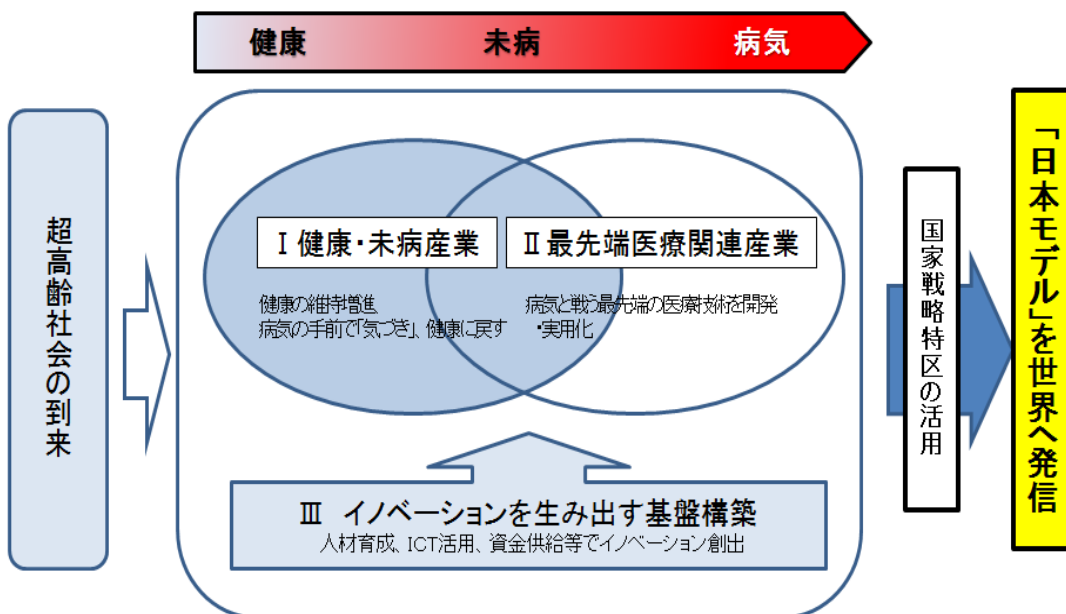 健康 未病 病気
超高齢社会の到来
Ⅰ 健康・未病産業
健康の維持増進
病気の手前で「気づき」、健康に戻す
Ⅱ 最先端医療関連産業
病気と戦う最先端の医療技術を開発
・実用化
Ⅲ イノベーションを生み出す基盤構築
人材育成、ICT活用、資金供給等でイノベーション創出
国家戦略特区の活用
「日本モデル」を世界へ発信